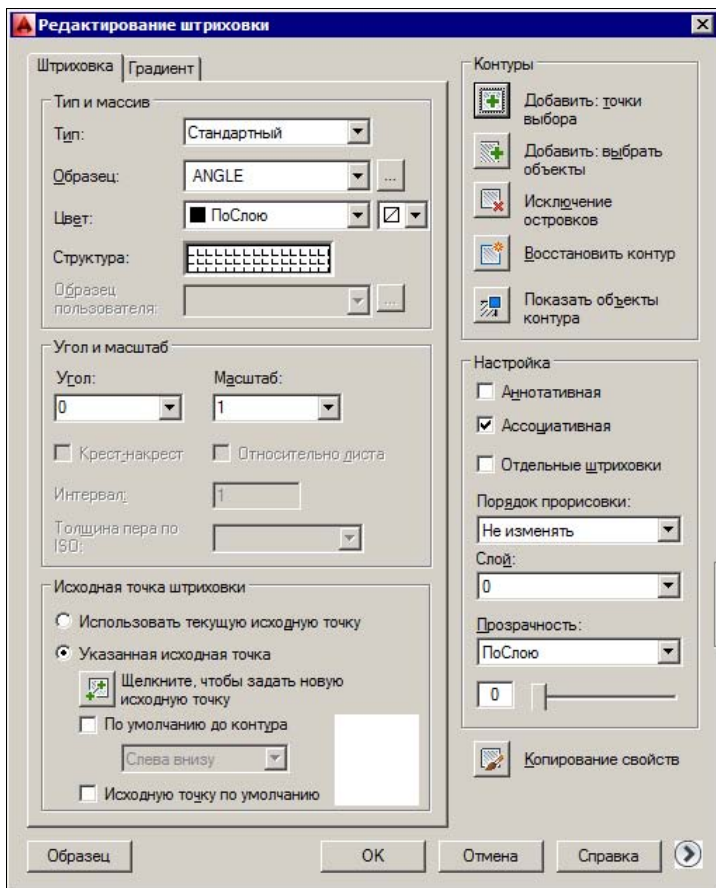 Редактирование штриховки
Штриховка
Градиент
Тип и массив
Тип:
Стандартный
Образец:
ANGLE
...
Цвет:
ПоСлою
Структура:
Образец
пользователя:
...
Угол и масштаб
Угол:
Масштаб:
0
1
Крест-накрест
Относительно листа
Интервал:
1
Толщина пера по
ISO:
Исходная точка штриховки
Использовать текущую исходную точку
Указанная исходная точка
Щелкните, чтобы задать новую
исходную точку
По умолчанию до контура
Слева внизу
Исходную точку по умолчанию
Контуры
Добавить: точки
выбора
Добавить: выбрать
объекты
Исключение
островков
Восстановить контур
Показать объекты
контура
Настройка
Аннотативная
Ассоциативная
Отдельные штриховки
Порядок прорисовки:
Не изменять
Слой:
0
Прозрачность:
ПоСлою
0
Копирование свойств
Образец
OK
Отмена
Справка